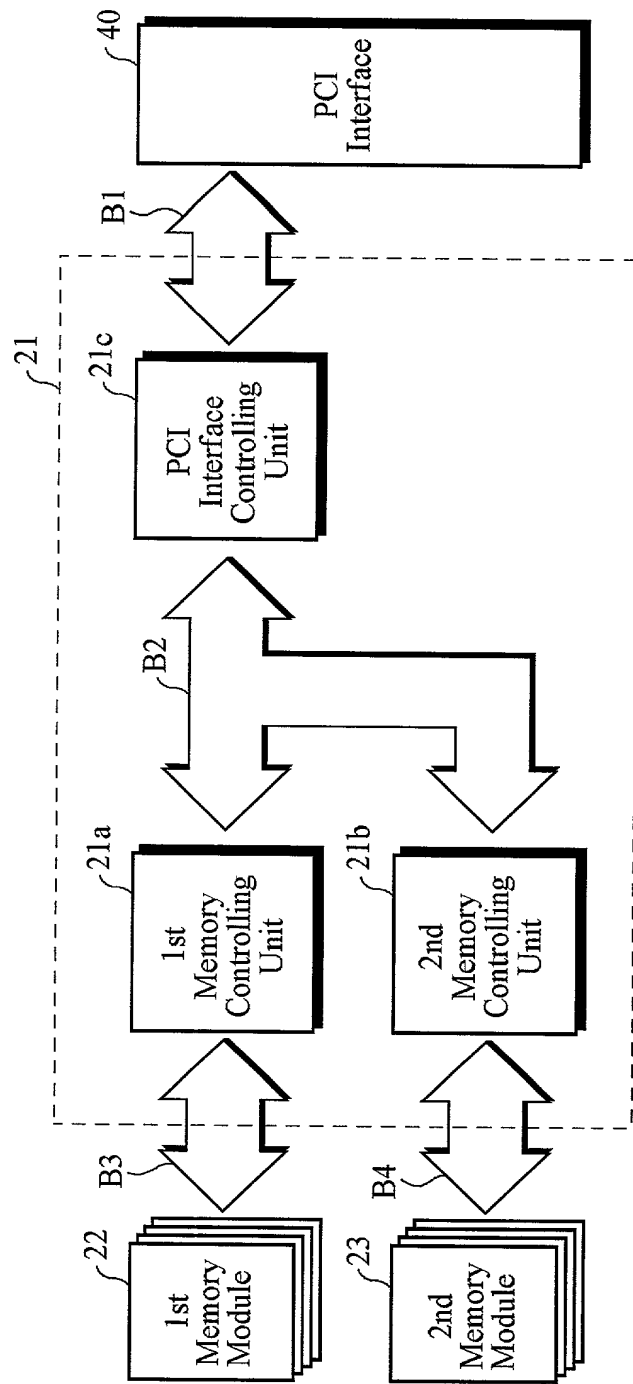 22
1st
Memory
Module
B3
21a
1st
Memory
Controlling
Unit
B2
21
21c
PCI
Interface
Controlling
Unit
B1
40
PCI
Interface
23
2nd
Memory
Module
B4
21b
2nd
Memory
Controlling
Unit